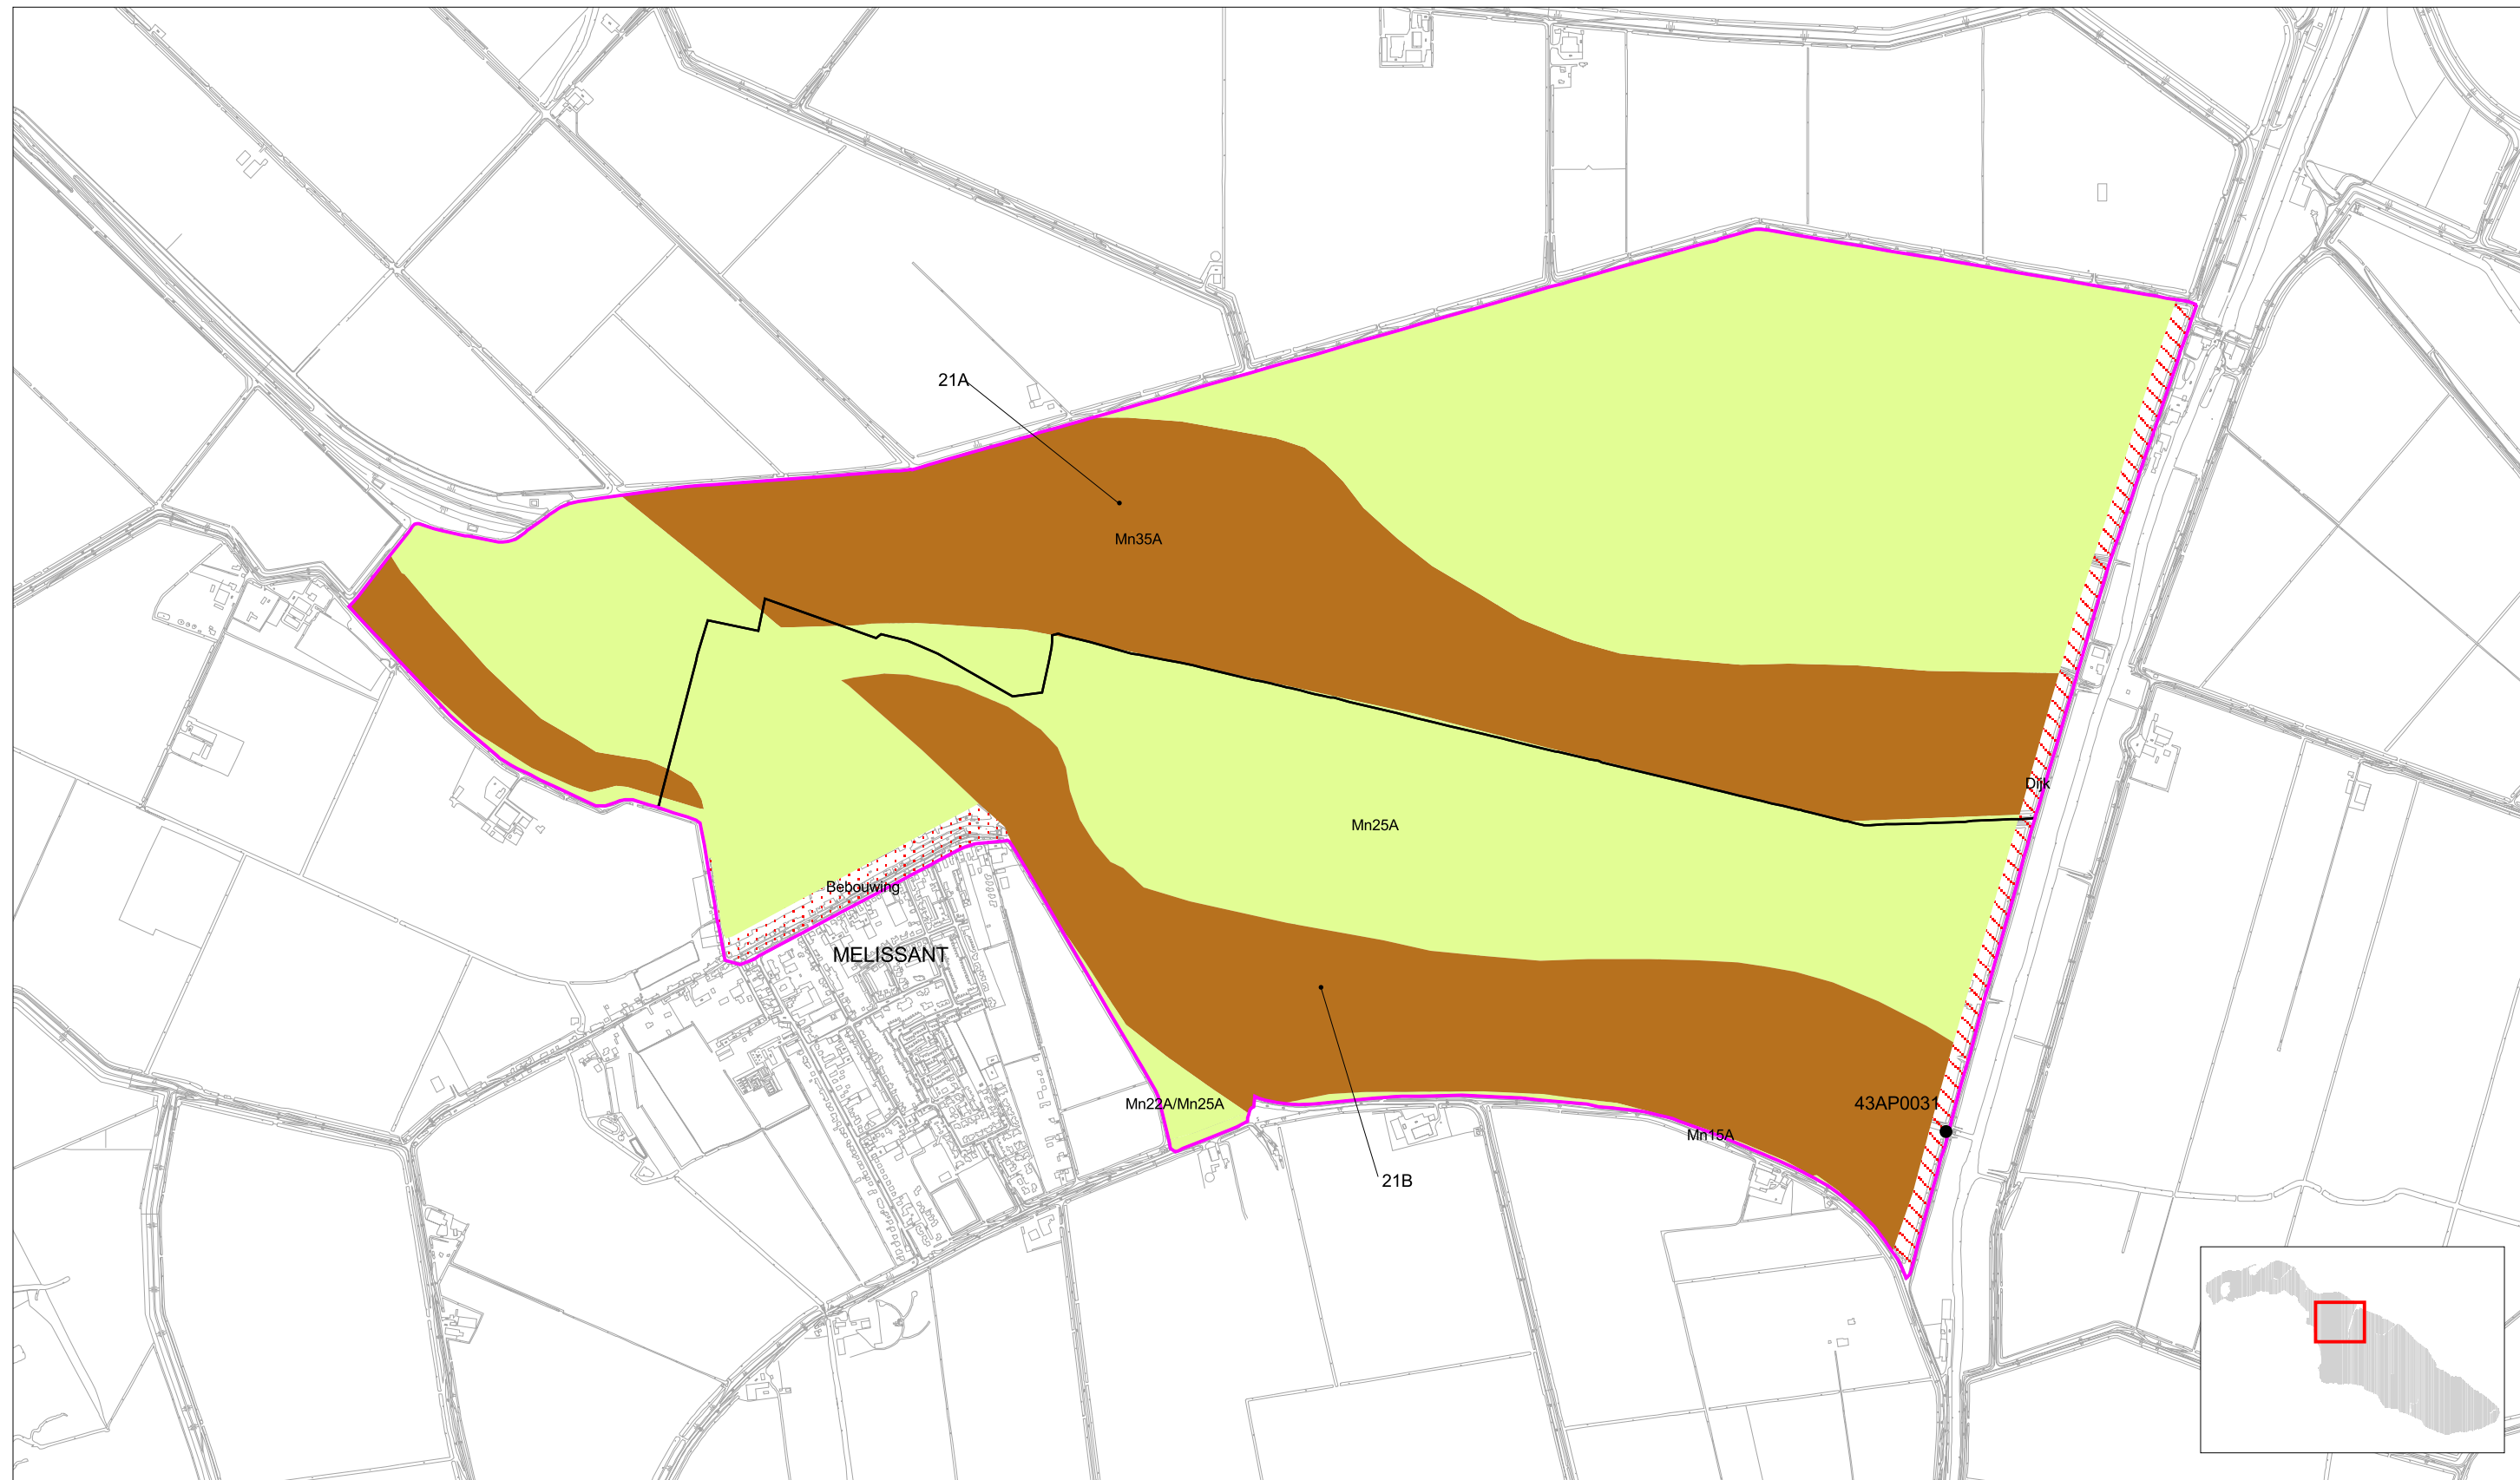 21A
Mn35A
Dijk
Mn25A
Bebouwing
MELISSANT
Mn22A/Mn25A
43AP0031
Mn15A
21B